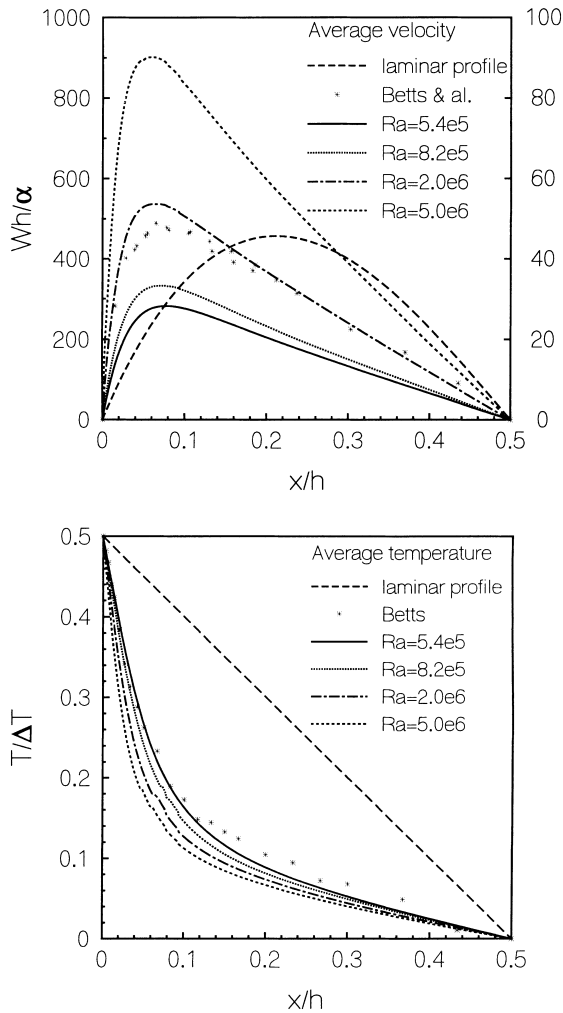 Average velocity
laminar profile
Betts & al.
Ra=5.4e5
Ra=8.2e5
Ra=2.0e6
Ra=5.0e6
1000
800
600
400
200
0
100
80
60
40
20
0
Wh/α
0
0.1
0.2
0.3
0.4
0.5
x/h
Average temperature
laminar profile
Betts
Ra=5.4e5
Ra=8.2e5
Ra=2.0e6
Ra=5.0e6
0.5
0.4
0.3
0.2
0.1
0
T/ΔT
0
0.1
0.2
0.3
0.4
0.5
x/h